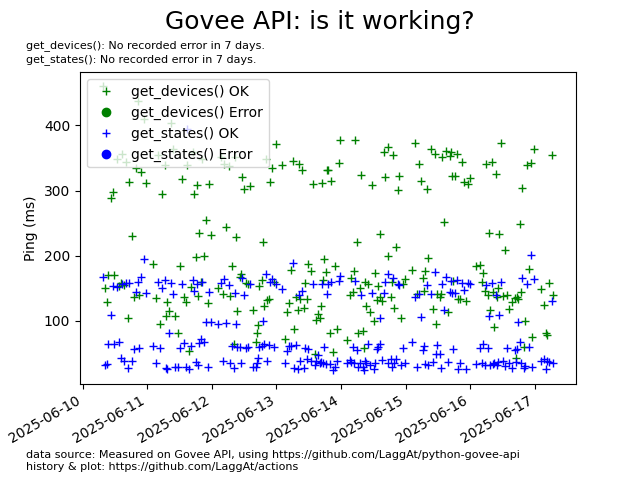 Govee API: is it working?
get_devices(): No recorded error in 7 days.
get_states(): No recorded error in 7 days.
get_devices() OK
get_devices() Error
get_states() OK
get_states() Error
Ping (ms)
400
300
200
100
2025-06-10
2025-06-11
2025-06-12
2025-06-13
2025-06-14
2025-06-15
2025-06-16
2025-06-17
data source: Measured on Govee API, using https://github.com/LaggAt/python-govee-api
history & plot: https://github.com/LaggAt/actions